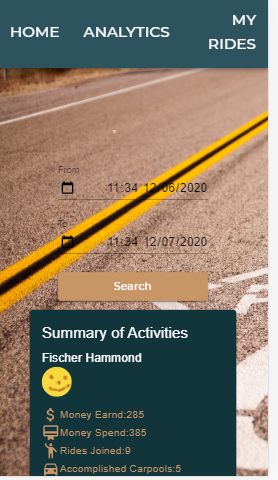 HOME ANALYTICS MY
RIDES
From
11:34 12/06/2020
To
11:34 12/07/2020
Search
Summary of Activities
Fischer Hammond
Money Earnd:285
Money Spend:385
Rides Joined:9
Accomplished Carpools:5